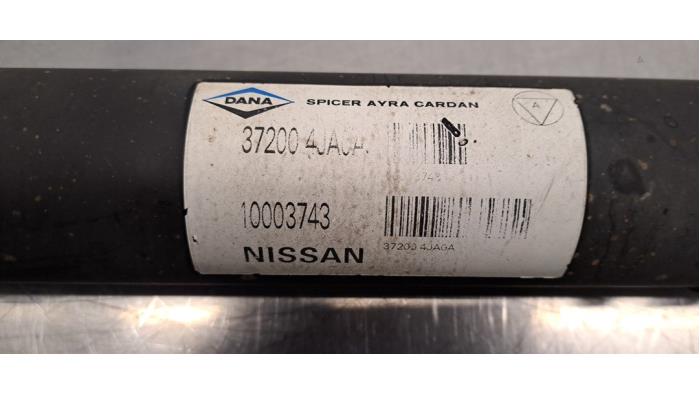 DANA SPICER AYRA CARDAN A
37200 4JA0A
10003743
37200 4JA0A
NISSAN